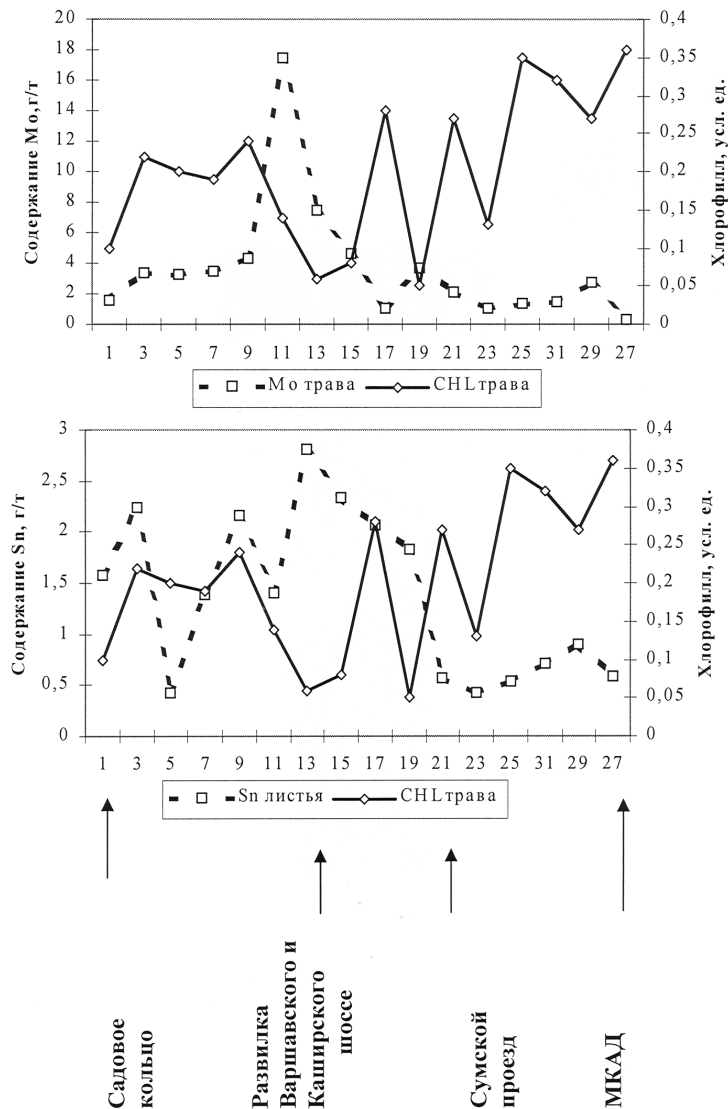 Содержание Mo,г/т
20
18
16
14
12
10
8
6
4
2
0
0,4
0,35
0,3
0,25
0,2
0,15
0,1
0,05
0
Хлорофилл, усл. ед.
1 3 5 7 9 11 13 15 17 19 21 23 25 31 29 27
Mo трава CHLтрава
Содержание Sn, г/т
3
2,5
2
1,5
1
0,5
0
0,4
0,35
0,3
0,25
0,2
0,15
0,1
0,05
0
Хлорофилл, усл. ед.
1 3 5 7 9 11 13 15 17 19 21 23 25 31 29 27
Sn листья CHLтрава
Садовое
кольцо
Развилка
Варшавского и
Каширского
шоссе
Сумской
проезд
МКАД